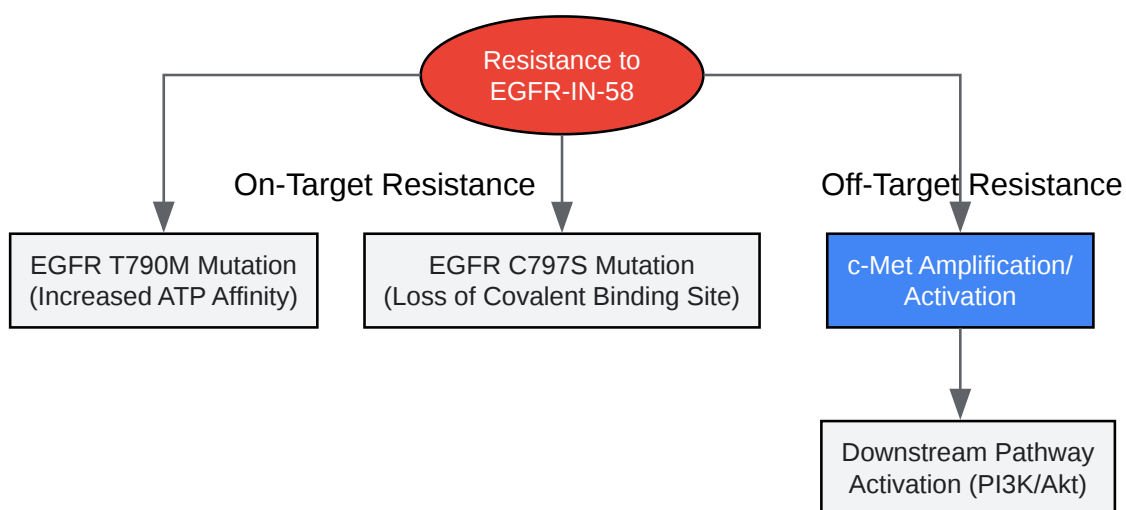 Resistance to
EGFR-IN-58
On-Target Resistance
Off-Target Resistance
EGFR T790M Mutation
(Increased ATP Affinity)
EGFR C797S Mutation
(Loss of Covalent Binding Site)
c-Met Amplification/
Activation
Downstream Pathway
Activation (PI3K/Akt)